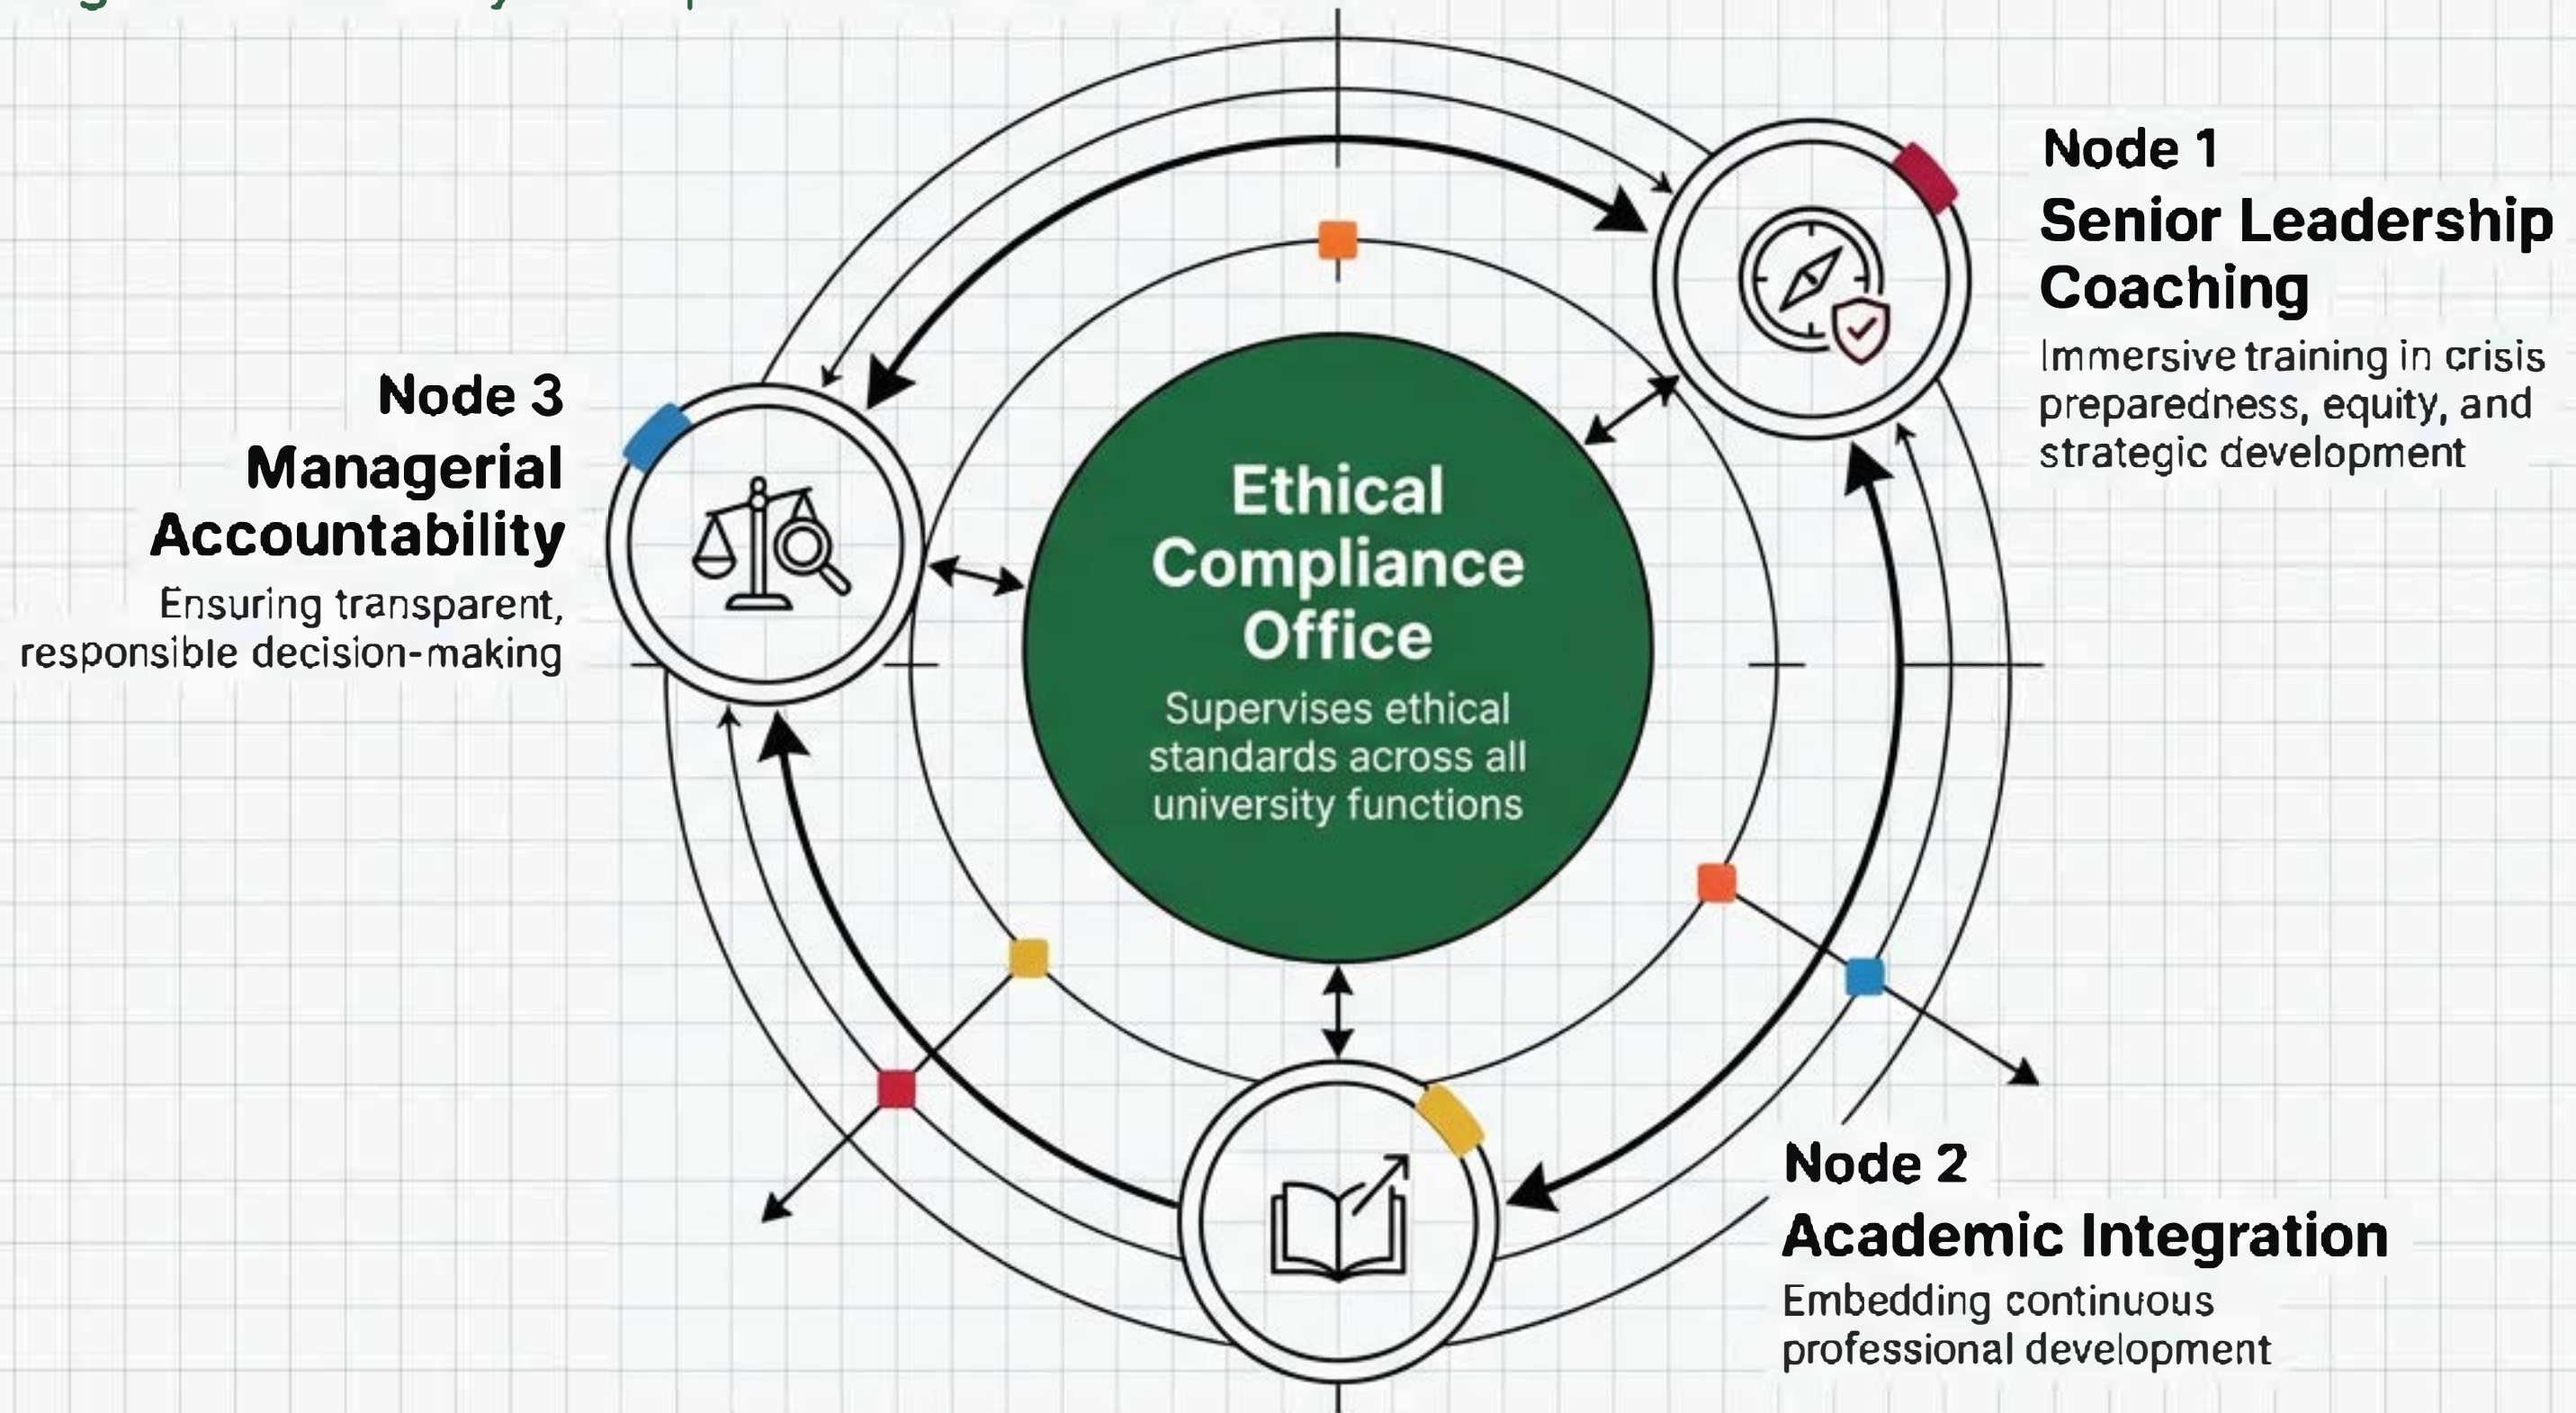 Node 1
Senior Leadership
Coaching
Immersive training in crisis
preparedness, equity, and
strategic development
Node 3
Managerial
Accountability
Ensuring transparent,
responsible decision-making
Ethical
Compliance
Office
Supervises ethical
standards across all
university functions
Node 2
Academic Integration
Embedding continuous
professional development